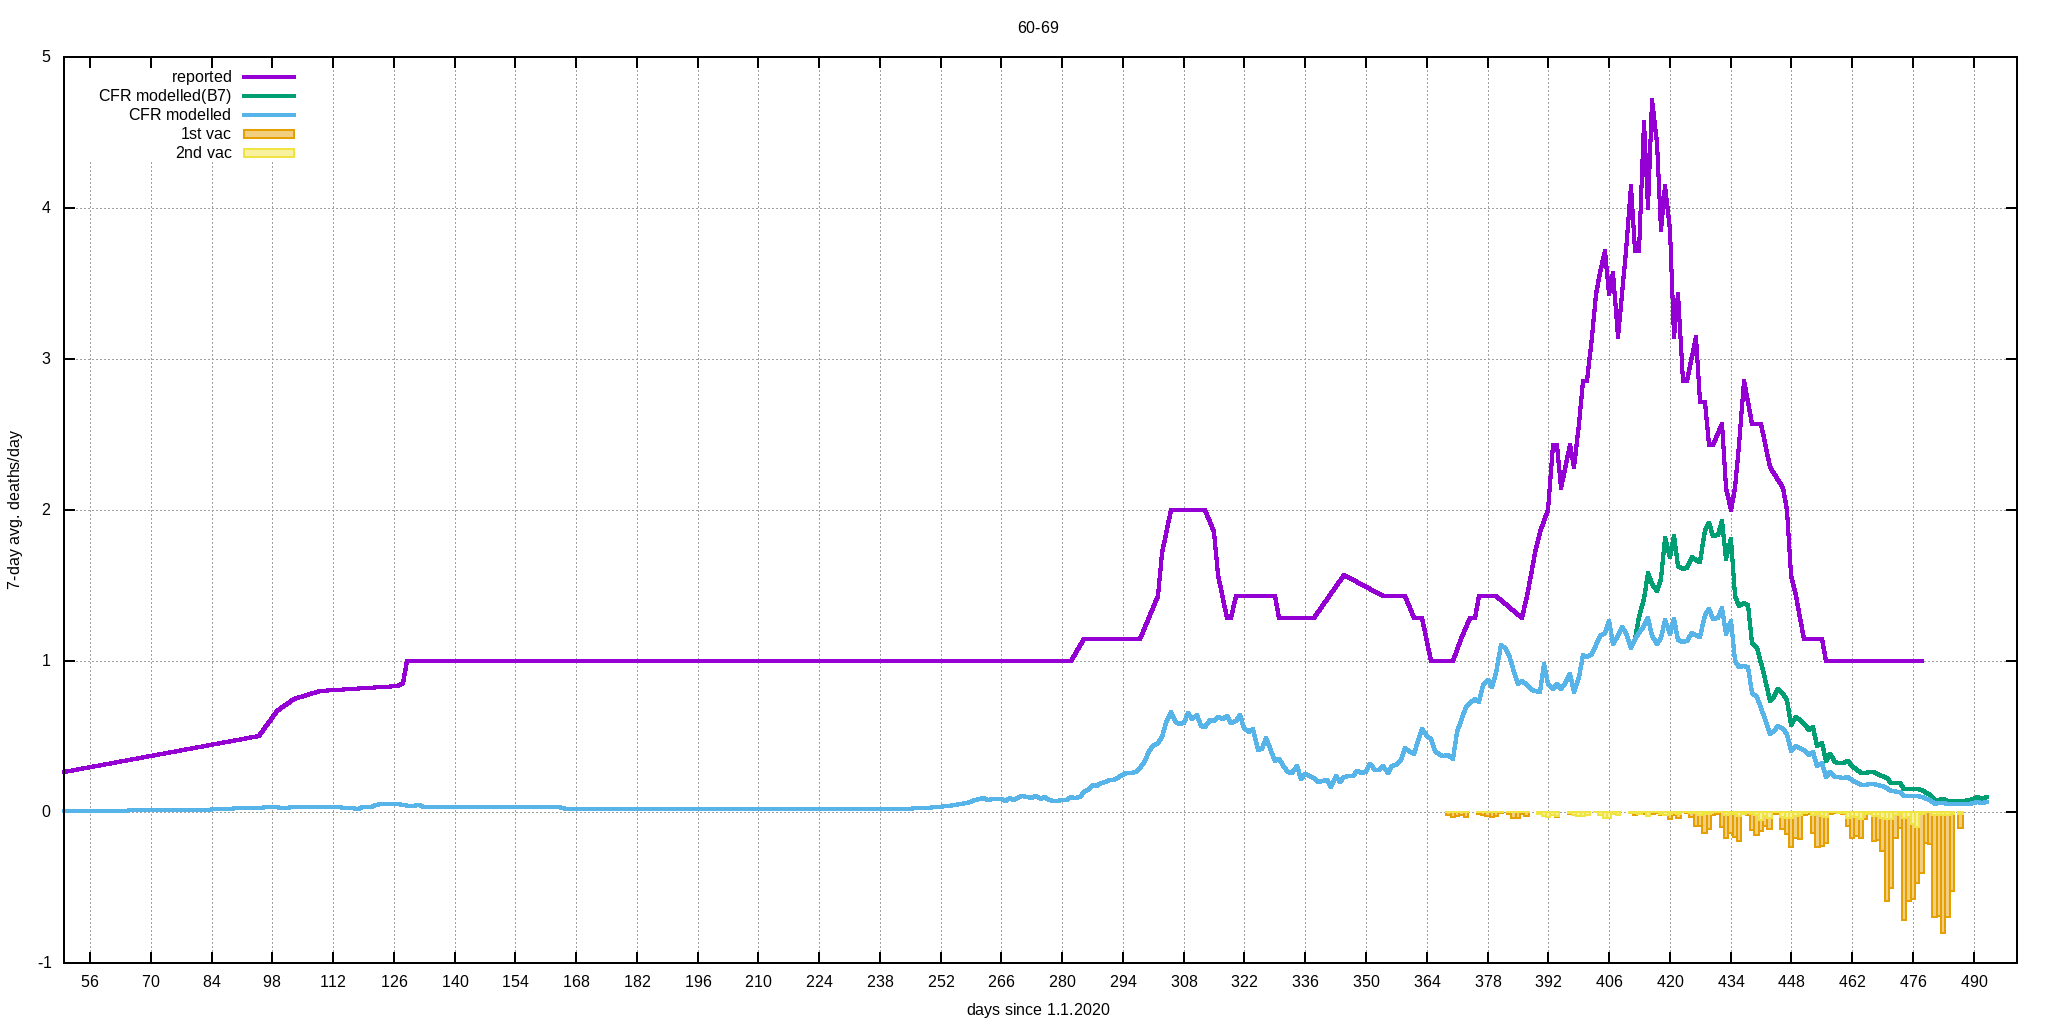 60-69
5
reported
CFR modelled(B7)
CFR modelled
1st vac
2nd vac
4
3
7-day avg. deaths/day
2
1
0
-1
56 70 84 98 112 126 140 154 168 182 196 210 224 238 252 266 280 294 308 322 336 350 364 378 392 406 420 434 448 462 476 490
days since 1.1.2020